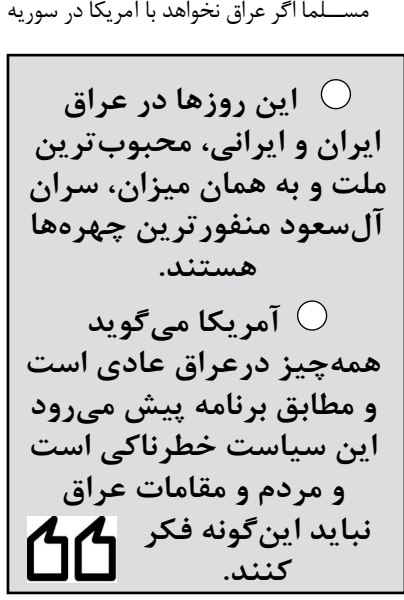 مســلما اگر عراق نخواهد با آمریکا در سوریه
این روزها در عراق
ایران و ایرانی، محبوب‌ترین
ملت و به همان میزان، سران
آل‌سعود منفورترین چهره‌ها
هستند.
آمریکا می‌گوید
همه‌چیز درعراق عادی است
و مطابق برنامه پیش می‌رود
این سیاست خطرناکی است
و مردم و مقامات عراق
نباید این‌گونه فکر
کنند.